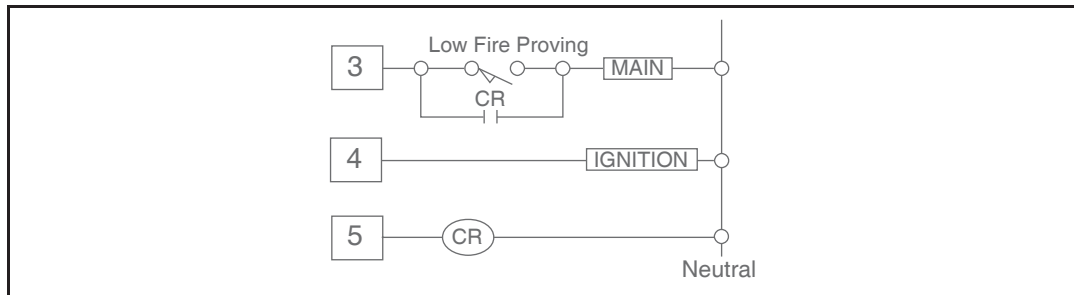 Low Fire Proving
3
MAIN
CR
4
IGNITION
5
CR
Neutral